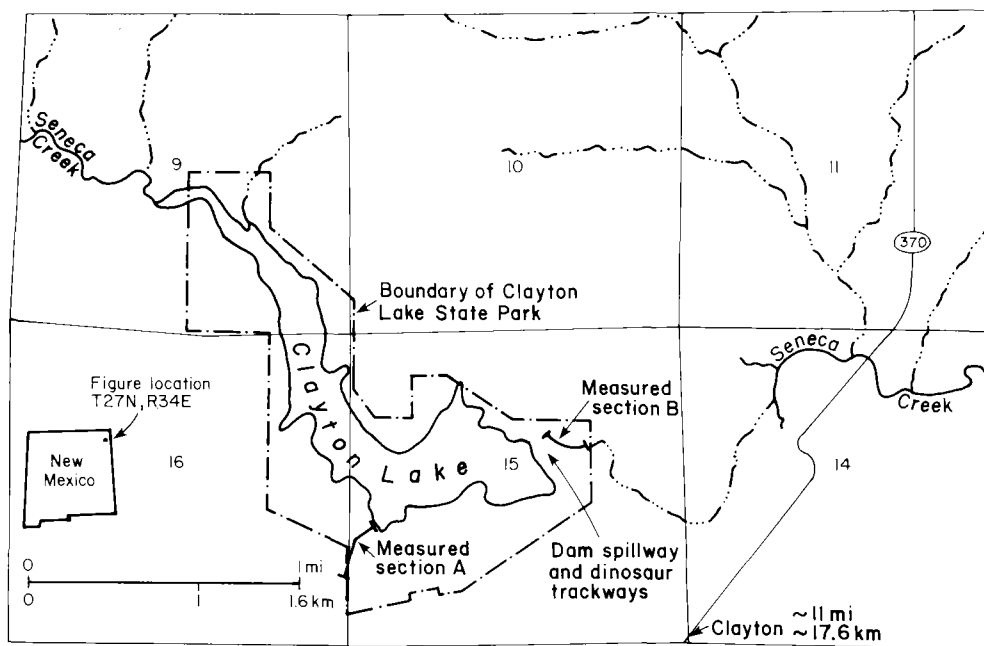 Seneca
Creek
9
10
11
370
Boundary of Clayton
Lake State Park
Figure location
T27N, R34E
New
Mexico
16
Clayton Lake
15
Measured
section B
Seneca
Creek
14
Measured
section A
Dam spillway
and dinosaur
trackways
0 1 mi
0 1 1.6 km
Clayton ~11 mi
~17.6 km